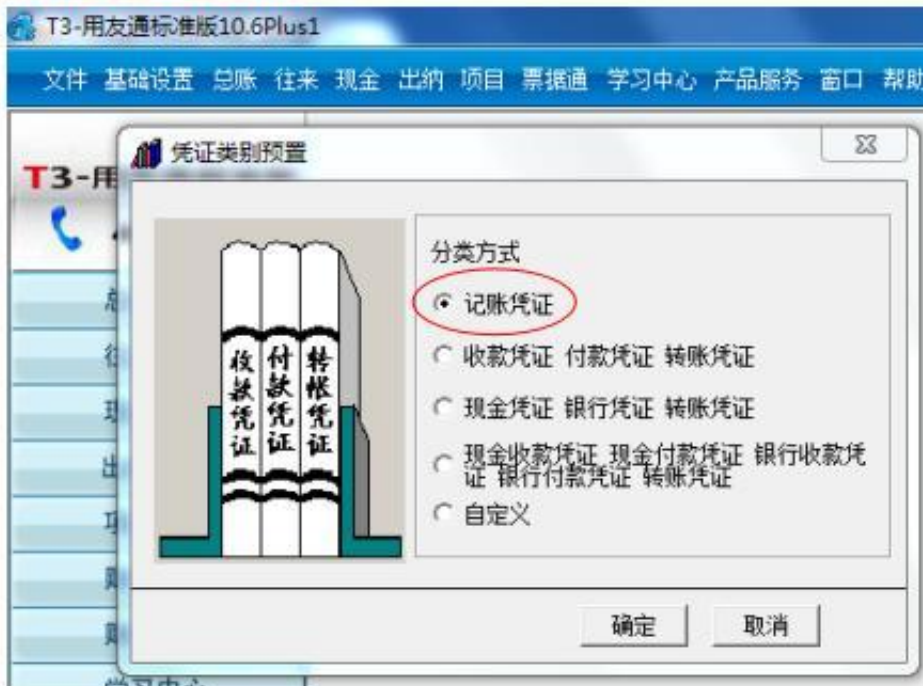 T3-用友通标准版10.6Plus1
文件 基础设置 总账 往来 现金 出纳 项目 票据通 学习中心 产品服务 窗口 帮助
凭证类别预置
T3-用
分类方式
记账凭证
收款凭证 付款凭证 转账凭证
现金凭证 银行凭证 转账凭证
现金收款凭证 现金付款凭证 银行收款凭
证 银行付款凭证 转账凭证
自定义
收款凭证
付款凭证
转帐凭证
确定
取消
学习中心